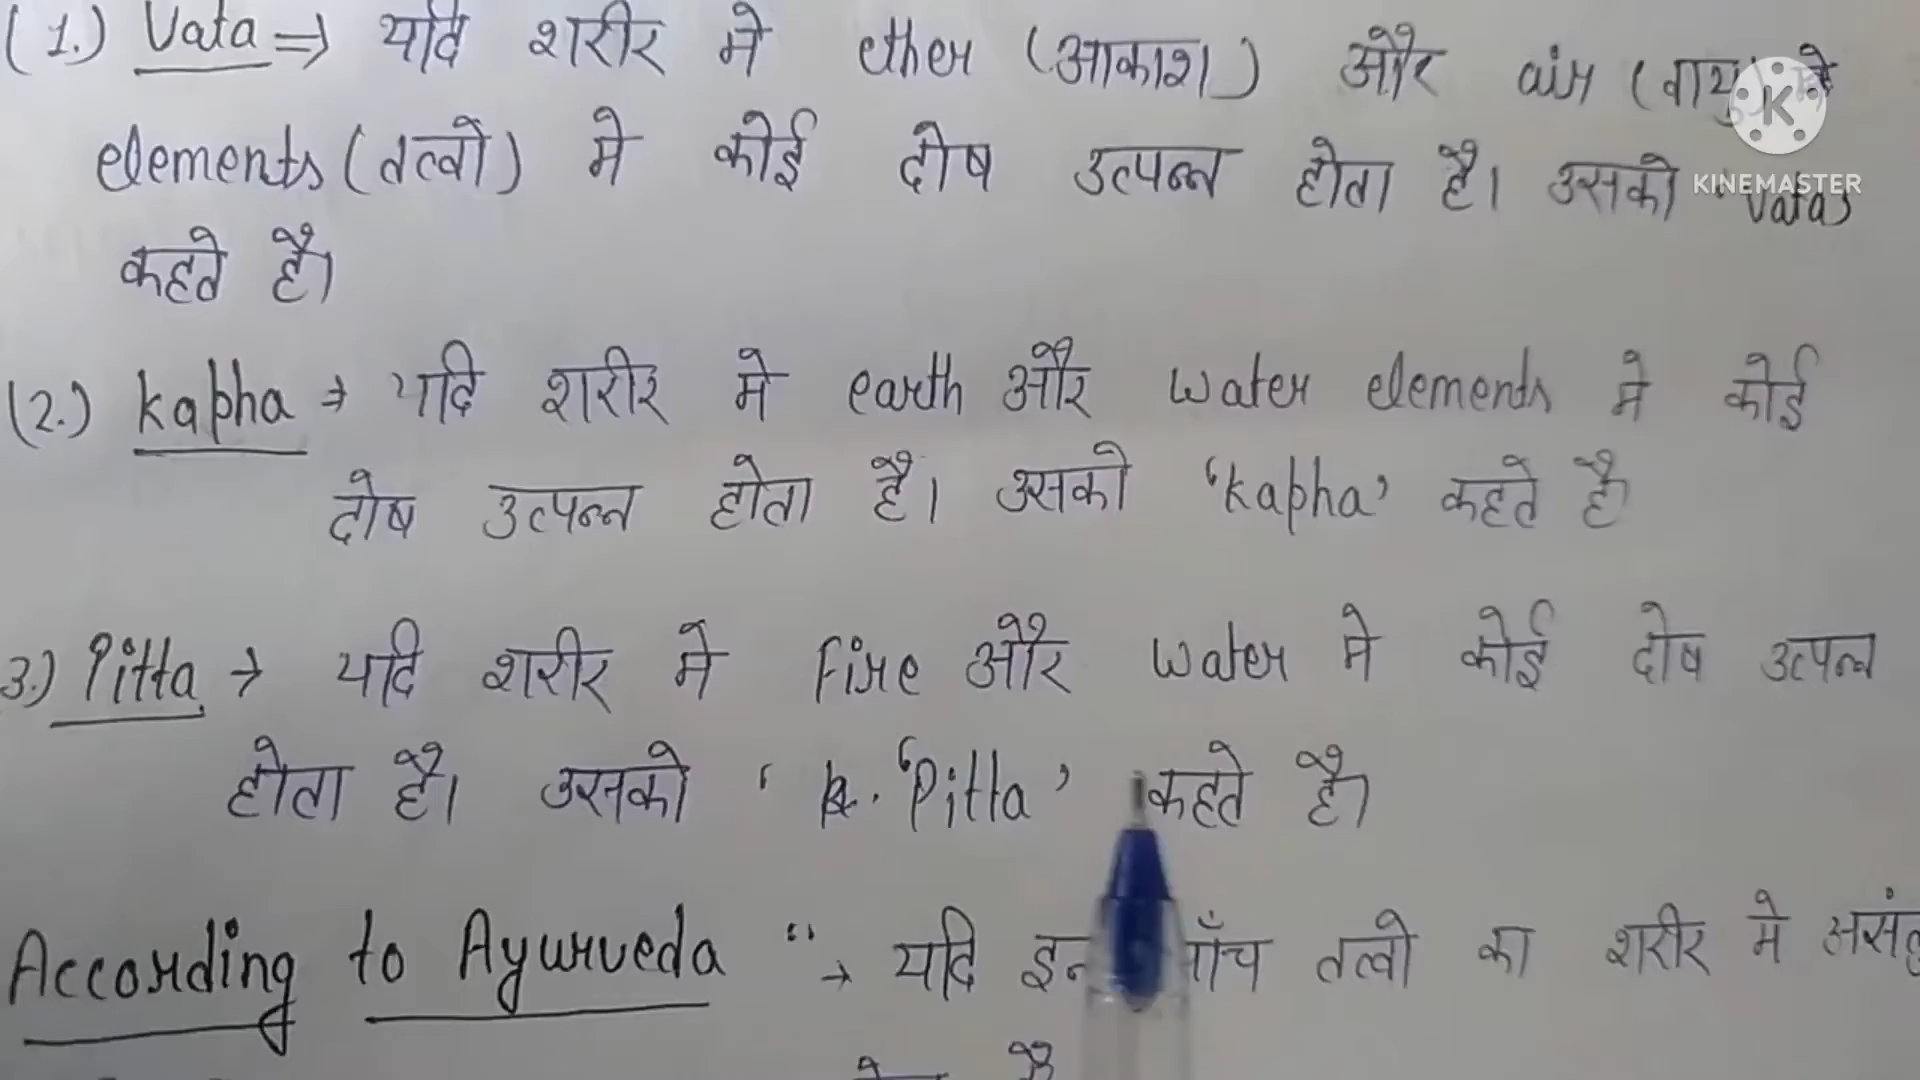 (1.) Vata ⇒ यदि शरीर मे ether (आकाश) और air (वायु) के
elements (तत्वो) मे कोई दोष उत्पन्न होता है। उसको "Vata"
कहते है।
(2.) kapha → यदि शरीर मे earth और water elements मे कोई
दोष उत्पन्न होता है। उसको 'kapha' कहते है
3.) Pitta → यदि शरीर मे Fire और water मे कोई दोष उत्पन्न
होता है। उसको ' 'Pitta' कहते है।
According to Ayurveda → यदि इन पाँच तत्वो का शरीर मे
है
K
KINEMASTER